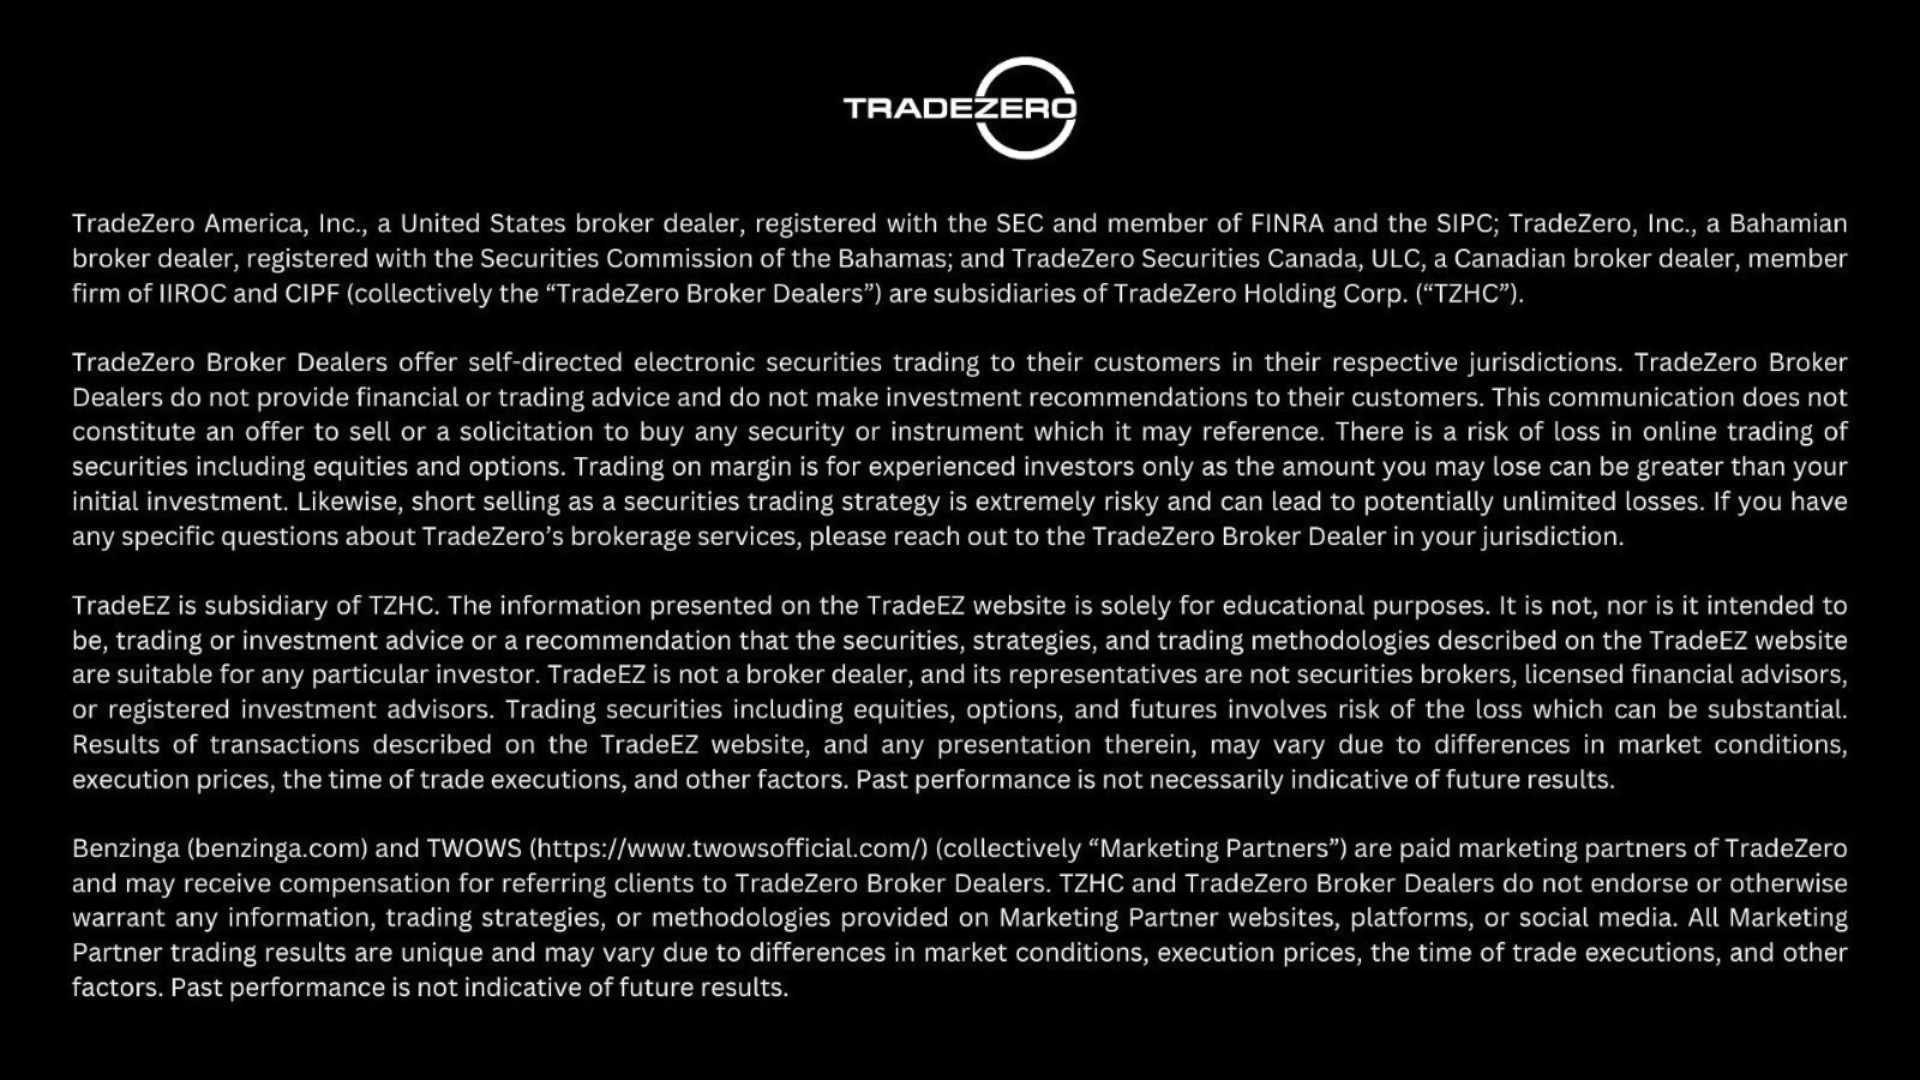 TRADEZERO
TradeZero America, Inc., a United States broker dealer, registered with the SEC and member of FINRA and the SIPC; TradeZero, Inc., a Bahamian
broker dealer, registered with the Securities Commission of the Bahamas; and TradeZero Securities Canada, ULC, a Canadian broker dealer, member
firm of IIROC and CIPF (collectively the “TradeZero Broker Dealers”) are subsidiaries of TradeZero Holding Corp. (“TZHC”).
TradeZero Broker Dealers offer self-directed electronic securities trading to their customers in their respective jurisdictions. TradeZero Broker
Dealers do not provide financial or trading advice and do not make investment recommendations to their customers. This communication does not
constitute an offer to sell or a solicitation to buy any security or instrument which it may reference. There is a risk of loss in online trading of
securities including equities and options. Trading on margin is for experienced investors only as the amount you may lose can be greater than your
initial investment. Likewise, short selling as a securities trading strategy is extremely risky and can lead to potentially unlimited losses. If you have
any specific questions about TradeZero’s brokerage services, please reach out to the TradeZero Broker Dealer in your jurisdiction.
TradeEZ is subsidiary of TZHC. The information presented on the TradeEZ website is solely for educational purposes. It is not, nor is it intended to
be, trading or investment advice or a recommendation that the securities, strategies, and trading methodologies described on the TradeEZ website
are suitable for any particular investor. TradeEZ is not a broker dealer, and its representatives are not securities brokers, licensed financial advisors,
or registered investment advisors. Trading securities including equities, options, and futures involves risk of the loss which can be substantial.
Results of transactions described on the TradeEZ website, and any presentation therein, may vary due to differences in market conditions,
execution prices, the time of trade executions, and other factors. Past performance is not necessarily indicative of future results.
Benzinga (benzinga.com) and TWOWS (https://www.twowsofficial.com/) (collectively “Marketing Partners”) are paid marketing partners of TradeZero
and may receive compensation for referring clients to TradeZero Broker Dealers. TZHC and TradeZero Broker Dealers do not endorse or otherwise
warrant any information, trading strategies, or methodologies provided on Marketing Partner websites, platforms, or social media. All Marketing
Partner trading results are unique and may vary due to differences in market conditions, execution prices, the time of trade executions, and other
factors. Past performance is not indicative of future results.